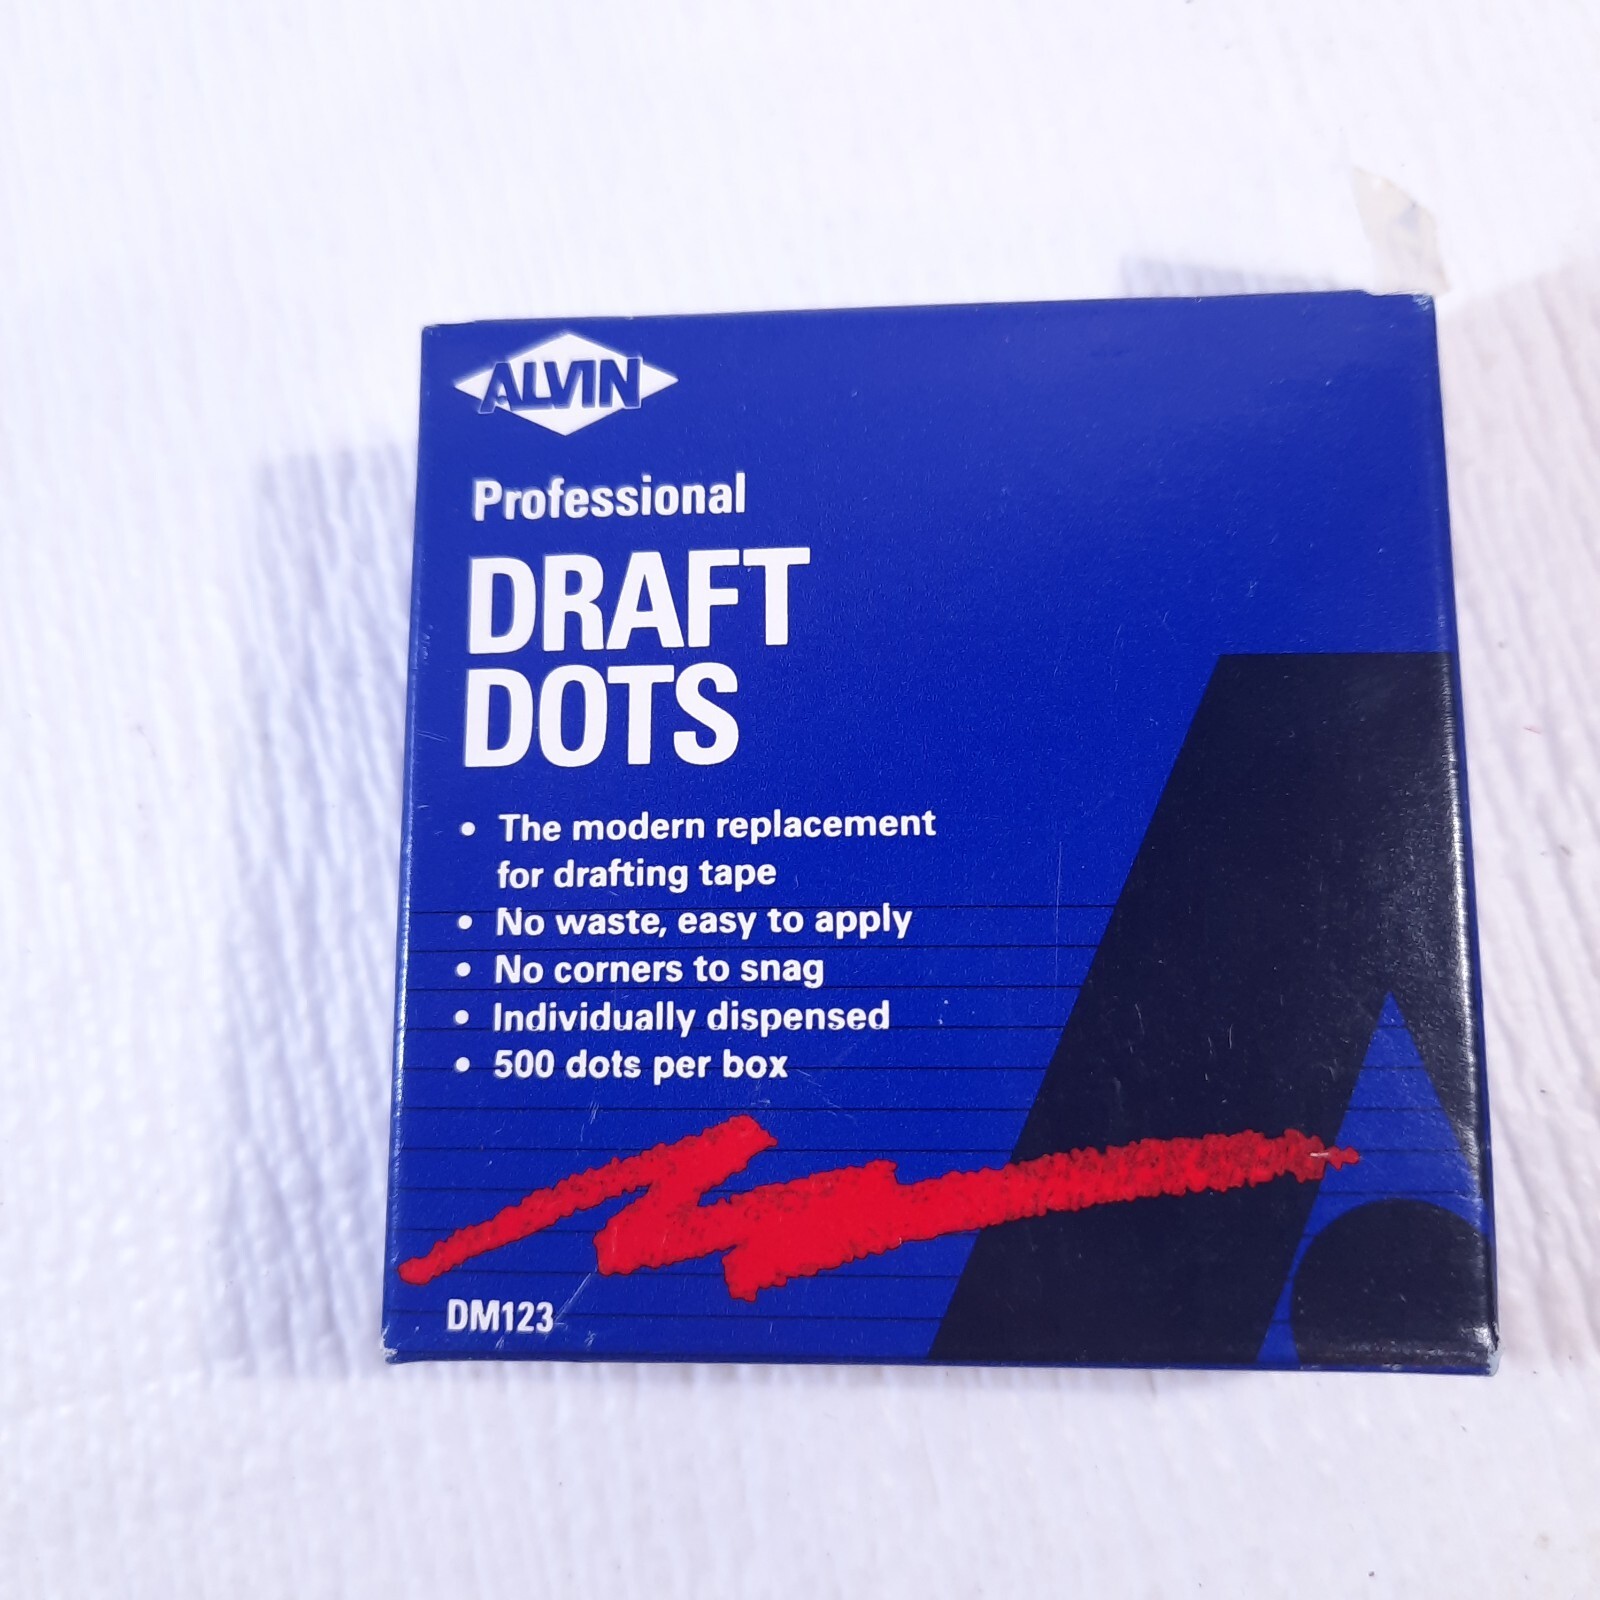 ALVIN
Professional
DRAFT
DOTS
• The modern replacement
for drafting tape
• No waste, easy to apply
• No corners to snag
• Individually dispensed
• 500 dots per box
DM123